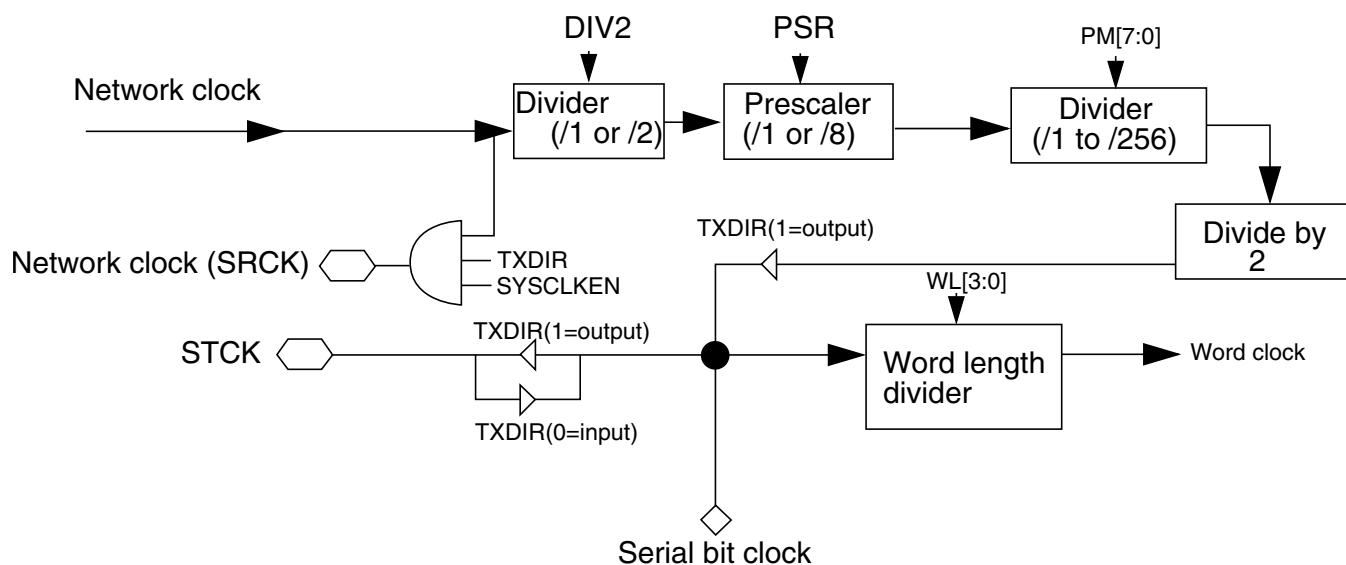 DIV2
PSR
PM[7:0]
Network clock
Divider
(/1 or /2)
Prescaler
(/1 or /8)
Divider
(/1 to /256)
TXDIR(1=output)
Divide by
2
Network clock (SRCK)
TXDIR
SYSCLKEN
WL[3:0]
TXDIR(1=output)
STCK
Word length
divider
Word clock
TXDIR(0=input)
Serial bit clock